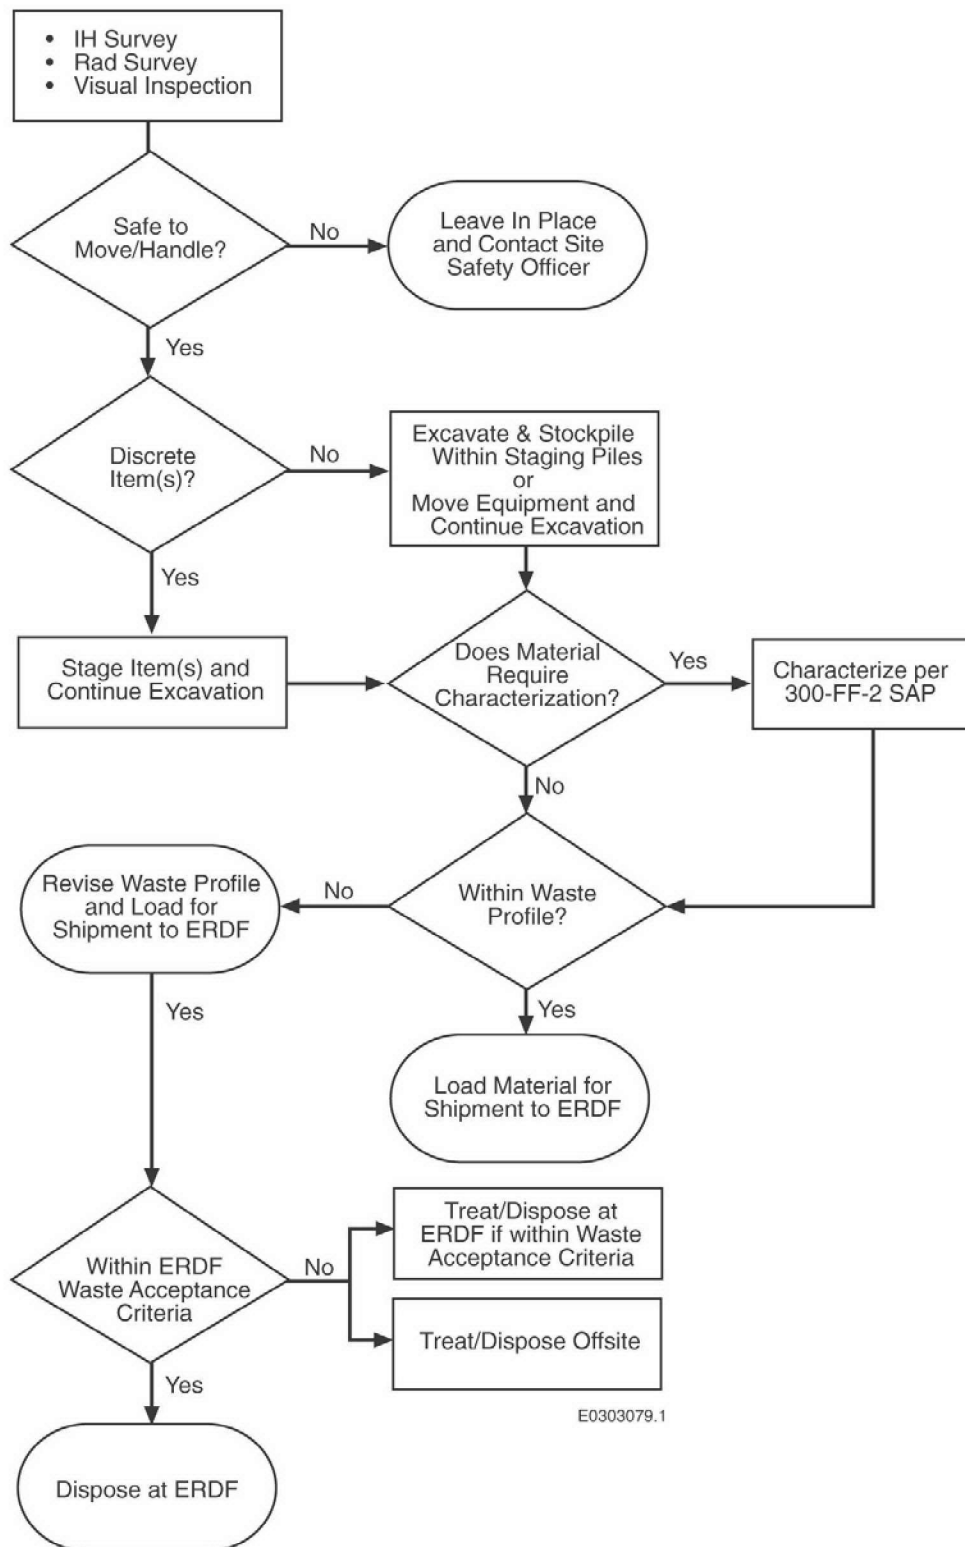 • IH Survey
• Rad Survey
• Visual Inspection
Safe to
Move/Handle?
No
Leave In Place
and Contact Site
Safety Officer
Yes
Discrete
Item(s)?
No
Excavate & Stockpile
Within Staging Piles
or
Move Equipment and
Continue Excavation
Yes
Stage Item(s) and
Continue Excavation
Does Material
Require
Characterization?
Yes
Characterize per
300-FF-2 SAP
No
Within Waste
Profile?
No
Revise Waste Profile
and Load for
Shipment to ERDF
Yes
Yes
Load Material for
Shipment to ERDF
Within ERDF
Waste Acceptance
Criteria
No
Treat/Dispose at
ERDF if within Waste
Acceptance Criteria
Treat/Dispose Offsite
Yes
E0303079.1
Dispose at ERDF